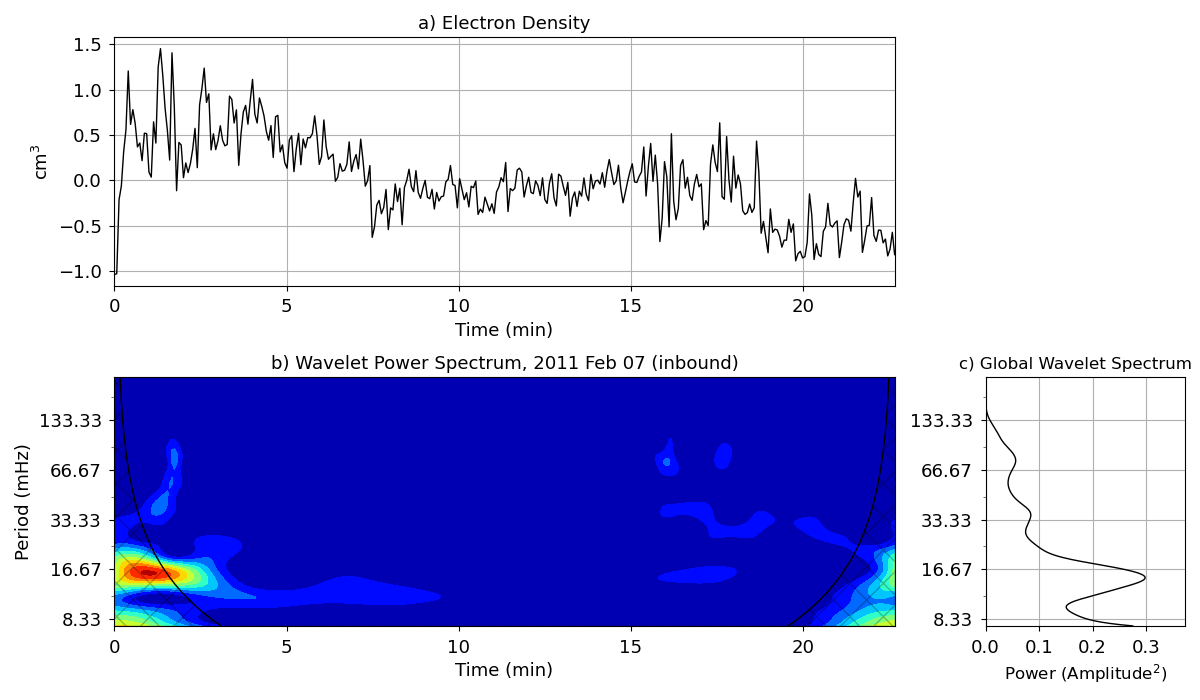 a) Electron Density
1.5
1.0
0.5
0.0
−0.5
−1.0
cm³
0 5 10 15 20
Time (min)
b) Wavelet Power Spectrum, 2011 Feb 07 (inbound)
133.33
66.67
33.33
16.67
8.33
Period (mHz)
0 5 10 15 20
Time (min)
c) Global Wavelet Spectrum
133.33
66.67
33.33
16.67
8.33
0.0 0.1 0.2 0.3
Power (Amplitude²)